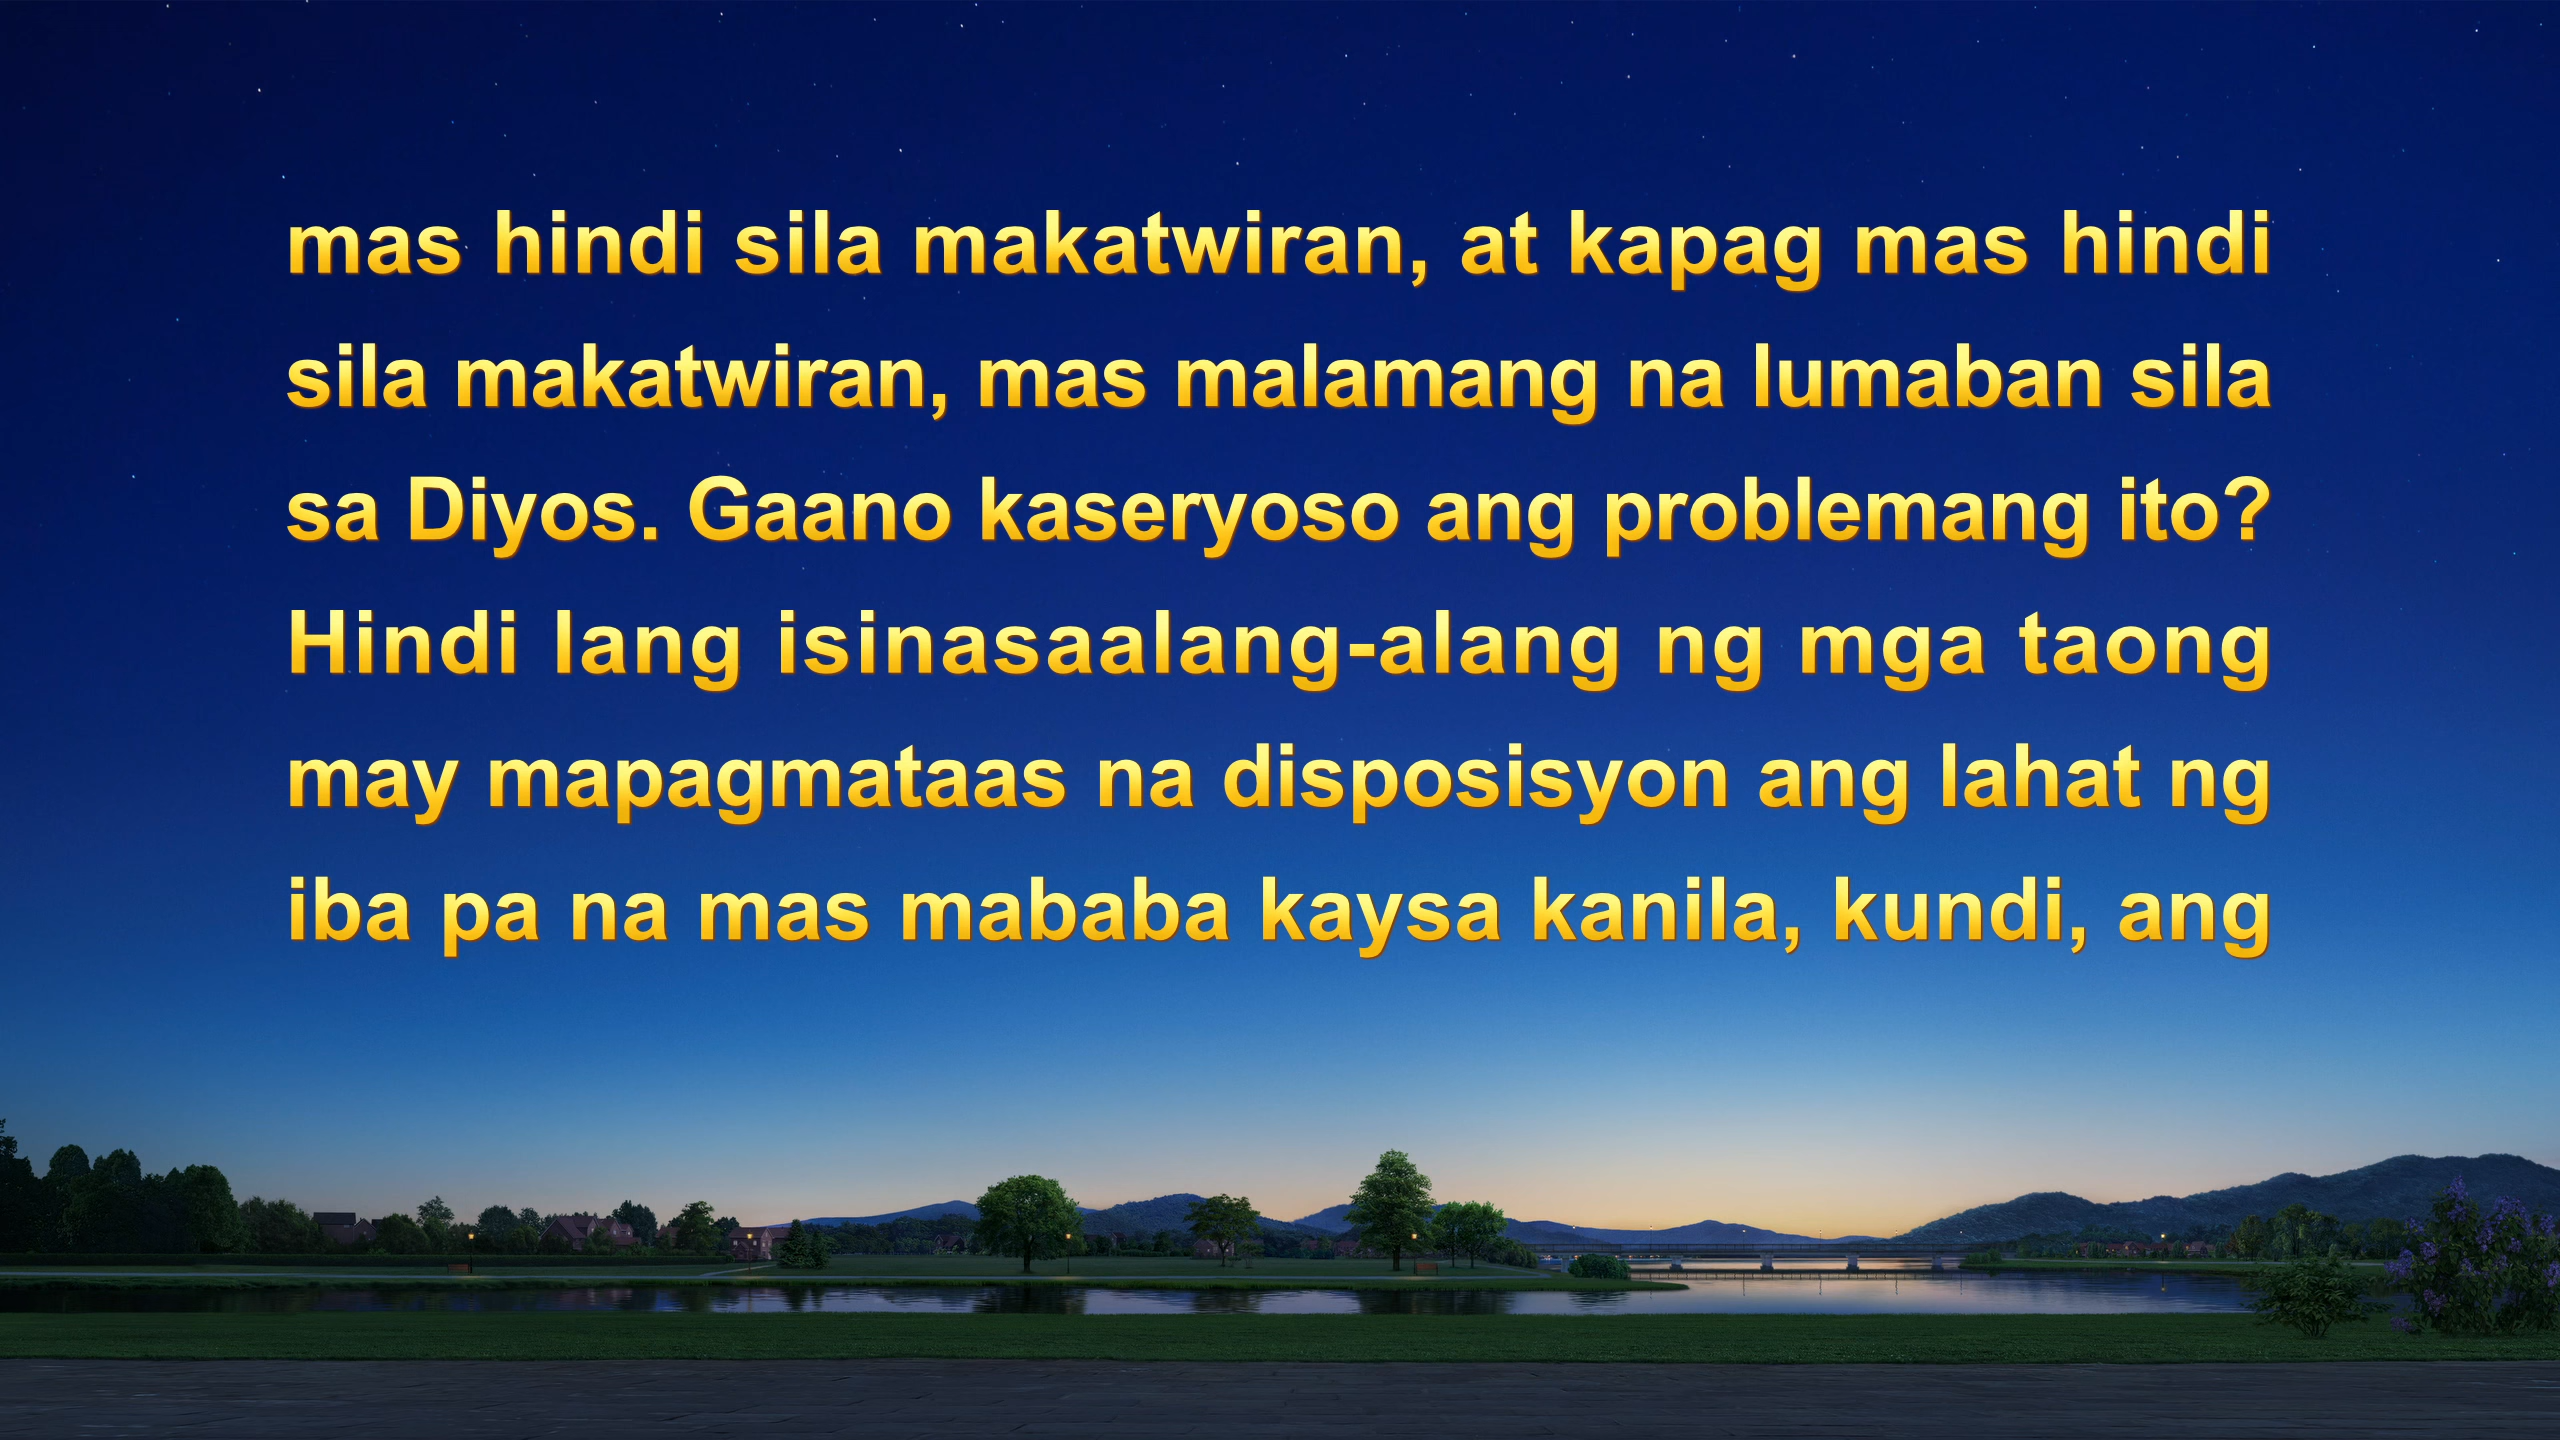 mas hindi sila makatwiran, at kapag mas hindi
sila makatwiran, mas malamang na lumaban sila
sa Diyos. Gaano kaseryoso ang problemang ito?
Hindi lang isinasaalang-alang ng mga taong
may mapagmataas na disposisyon ang lahat ng
iba pa na mas mababa kaysa kanila, kundi, ang